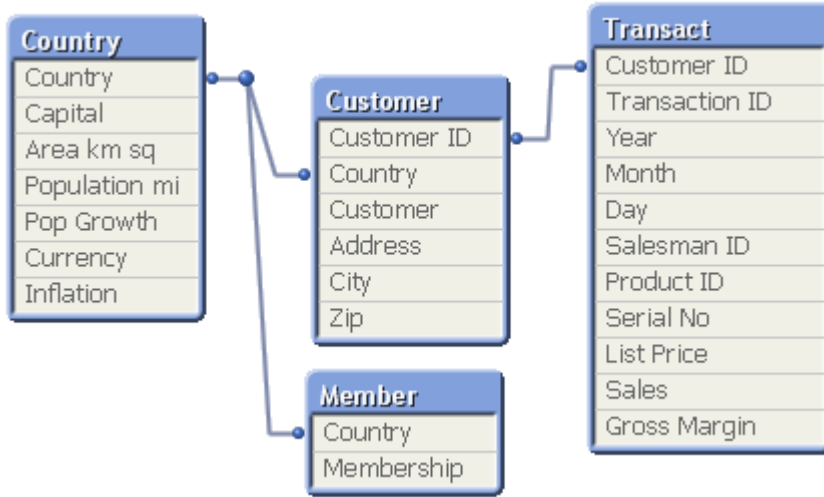 Country
Country
Capital
Area km sq
Population mi
Pop Growth
Currency
Inflation
Customer
Customer ID
Country
Customer
Address
City
Zip
Member
Country
Membership
Transact
Customer ID
Transaction ID
Year
Month
Day
Salesman ID
Product ID
Serial No
List Price
Sales
Gross Margin